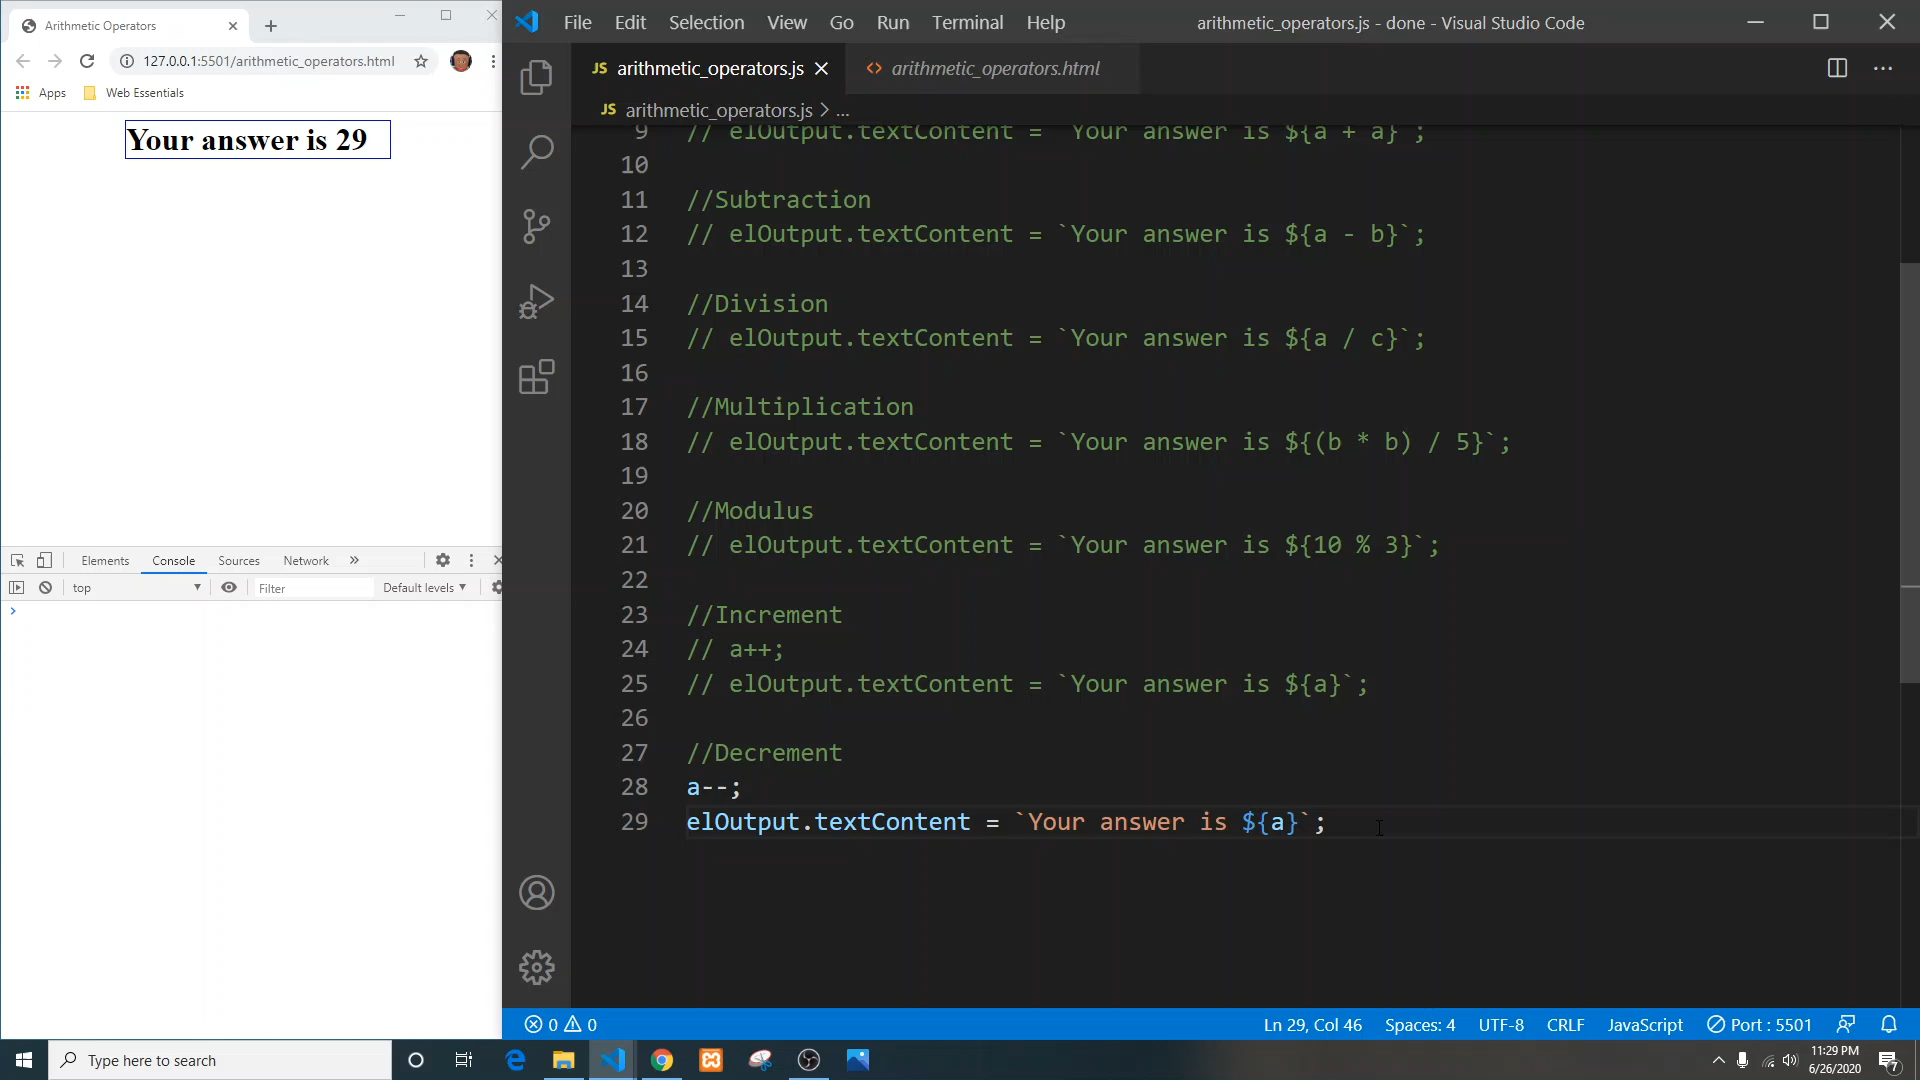 Arithmetic Operators
127.0.0.1:5501/arithmetic_operators.html
Apps
Web Essentials
Your answer is 29
Elements
Console
Sources
Network
top
Filter
Default levels
File Edit Selection View Go Run Terminal Help
arithmetic_operators.js - done - Visual Studio Code
JS arithmetic_operators.js
arithmetic_operators.html
JS arithmetic_operators.js > ...
9 // elOutput.textContent = `Your answer is ${a + a}`;
10
11 //Subtraction
12 // elOutput.textContent = `Your answer is ${a - b}`;
13
14 //Division
15 // elOutput.textContent = `Your answer is ${a / c}`;
16
17 //Multiplication
18 // elOutput.textContent = `Your answer is ${(b * b) / 5}`;
19
20 //Modulus
21 // elOutput.textContent = `Your answer is ${10 % 3}`;
22
23 //Increment
24 // a++;
25 // elOutput.textContent = `Your answer is ${a}`;
26
27 //Decrement
28 a--;
29 elOutput.textContent = `Your answer is ${a}`;
0 0
Ln 29, Col 46 Spaces: 4 UTF-8 CRLF JavaScript Port : 5501
Type here to search
11:29 PM
6/26/2020
7